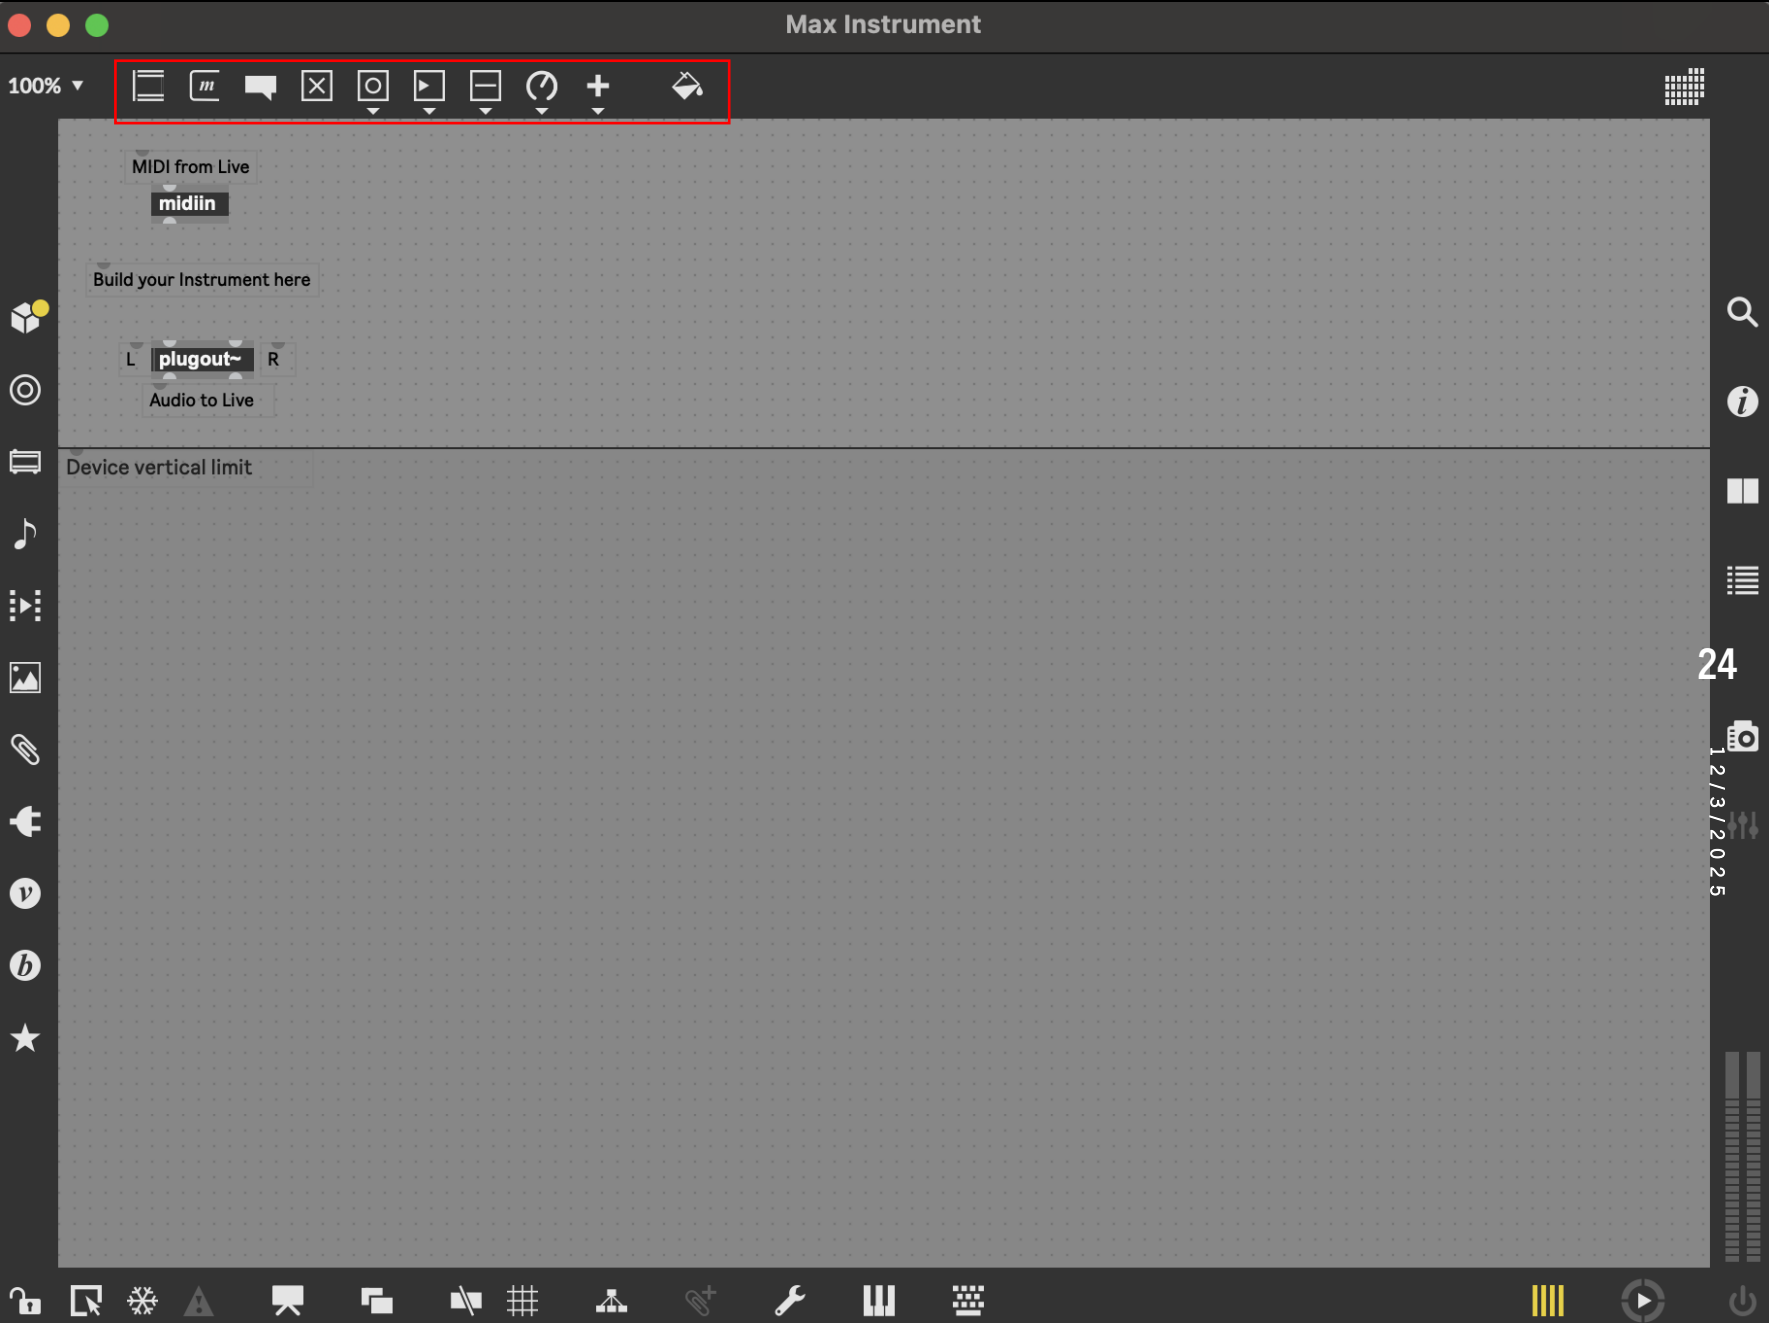 Max Instrument
100%
m
MIDI from Live
midiin
Build your Instrument here
L plugout~ R
Audio to Live
Device vertical limit
i
24
12/3/2025
v
b